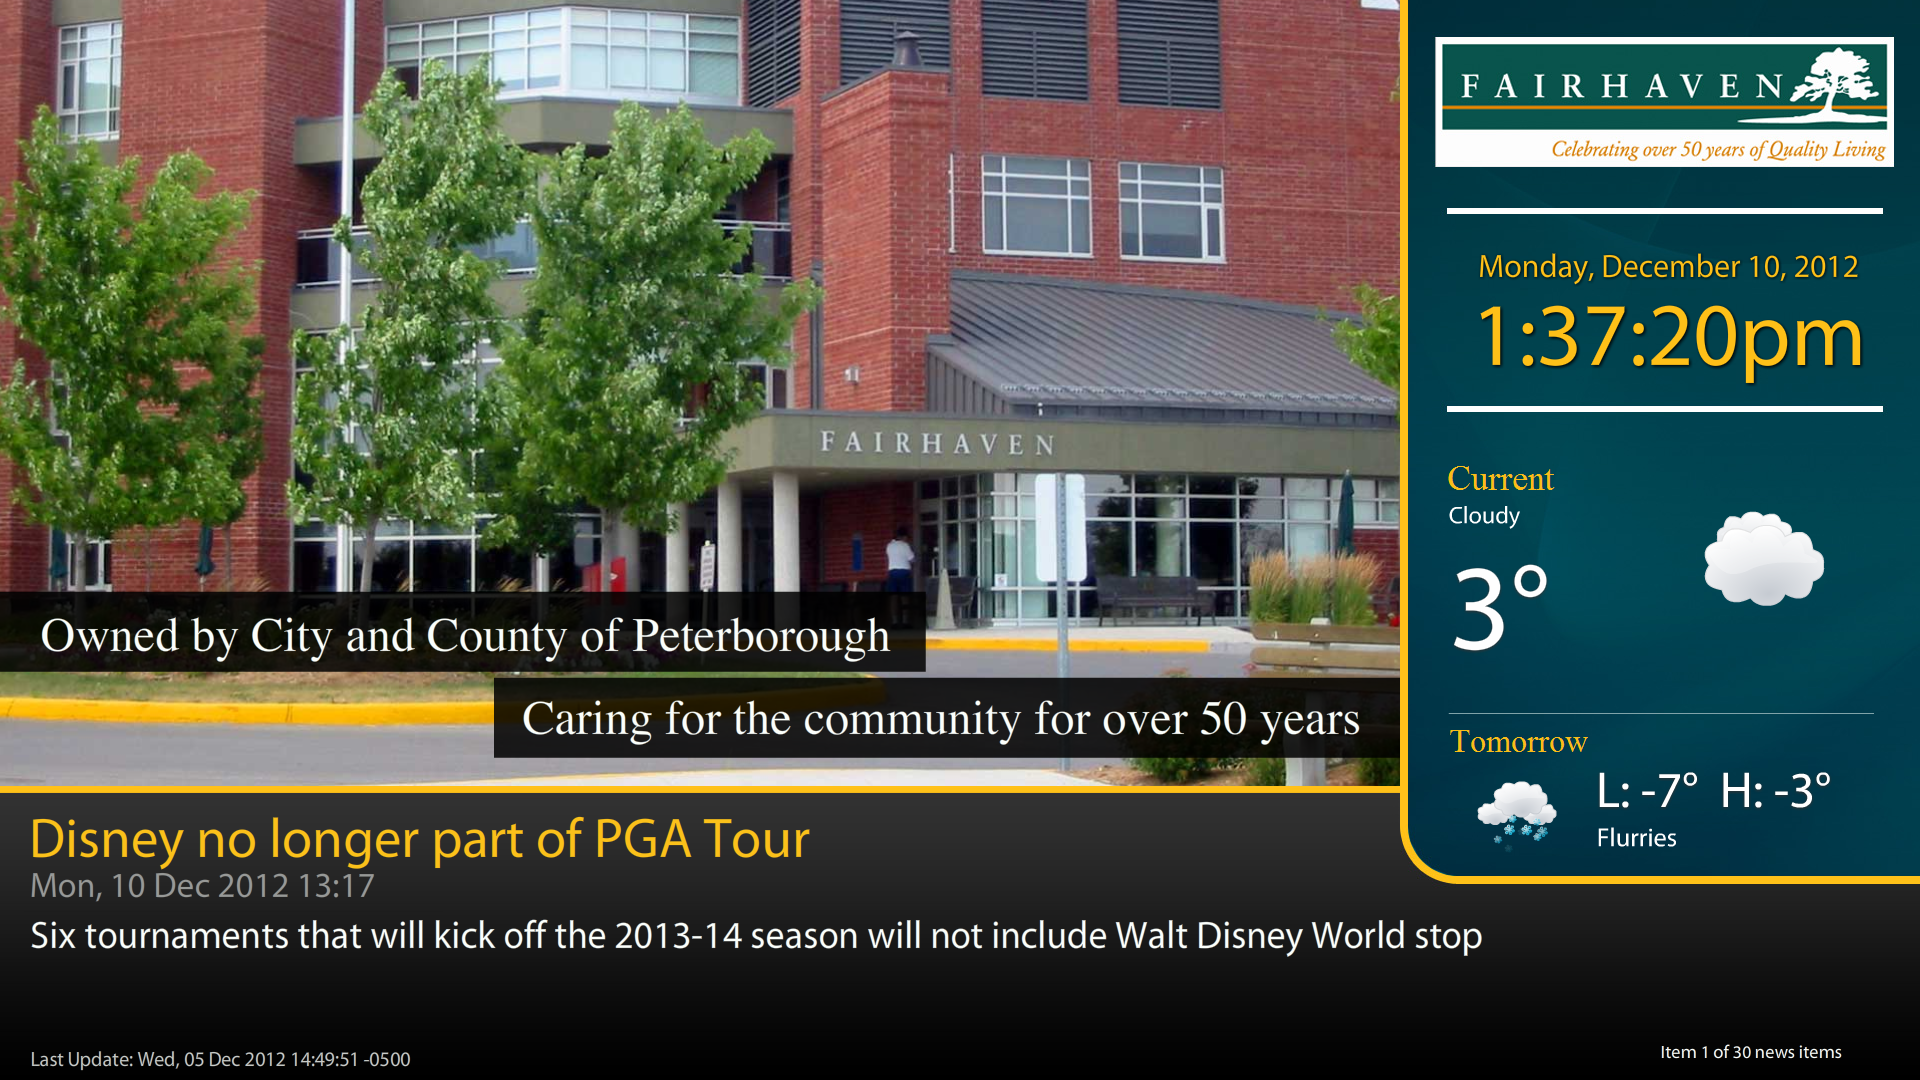 FAIRHAVEN
Celebrating over 50 years of Quality Living
Monday, December 10, 2012
1:37:20pm
FAIRHAVEN
Current
Cloudy
3°
Owned by City and County of Peterborough
Caring for the community for over 50 years
Tomorrow
L: -7° H: -3°
Flurries
Disney no longer part of PGA Tour
Mon, 10 Dec 2012 13:17
Six tournaments that will kick off the 2013-14 season will not include Walt Disney World stop
Last Update: Wed, 05 Dec 2012 14:49:51 -0500
Item 1 of 30 news items